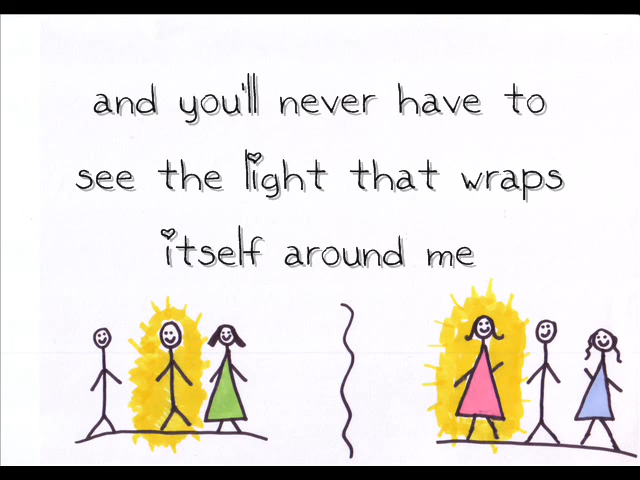 and you'll never have to
see the light that wraps
itself around me